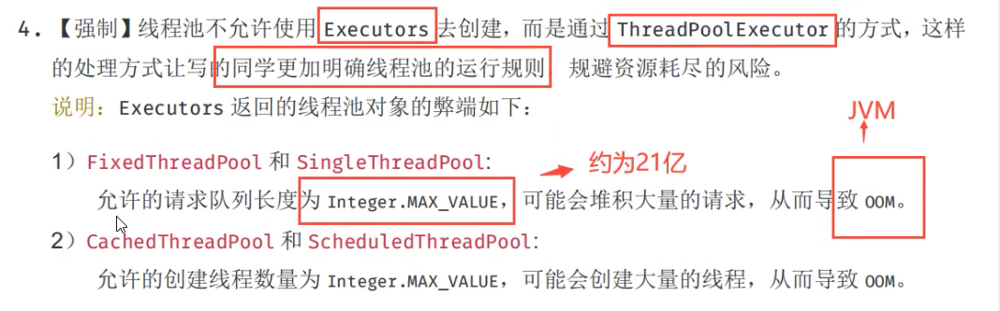 4. 【强制】线程池不允许使用 Executors 去创建，而是通过 ThreadPoolExecutor 的方式，这样
的处理方式让写的同学更加明确线程池的运行规则，规避资源耗尽的风险。
说明：Executors 返回的线程池对象的弊端如下：
JVM
1）FixedThreadPool 和 SingleThreadPool:
约为21亿
允许的请求队列长度为 Integer.MAX_VALUE，可能会堆积大量的请求，从而导致 OOM。
2）CachedThreadPool 和 ScheduledThreadPool:
允许的创建线程数量为 Integer.MAX_VALUE，可能会创建大量的线程，从而导致 OOM。